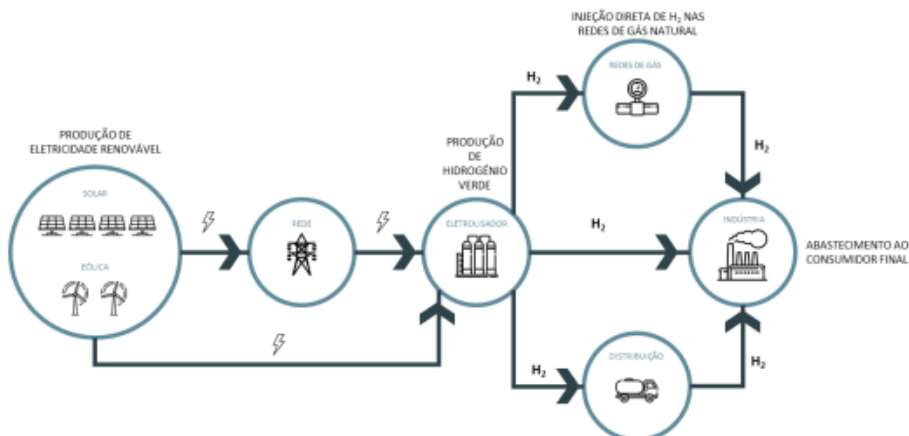 INJEÇÃO DIRETA DE H₂ NAS
REDES DE GÁS NATURAL
REDES DE GÁS
H₂
H₂
PRODUÇÃO DE
ELETRICIDADE RENOVÁVEL
SOLAR
EÓLICA
REDE
PRODUÇÃO
DE
HIDROGÉNIO
VERDE
ELETROLISADOR
H₂
INDÚSTRIA
ABASTECIMENTO AO
CONSUMIDOR FINAL
H₂
DISTRIBUIÇÃO
H₂